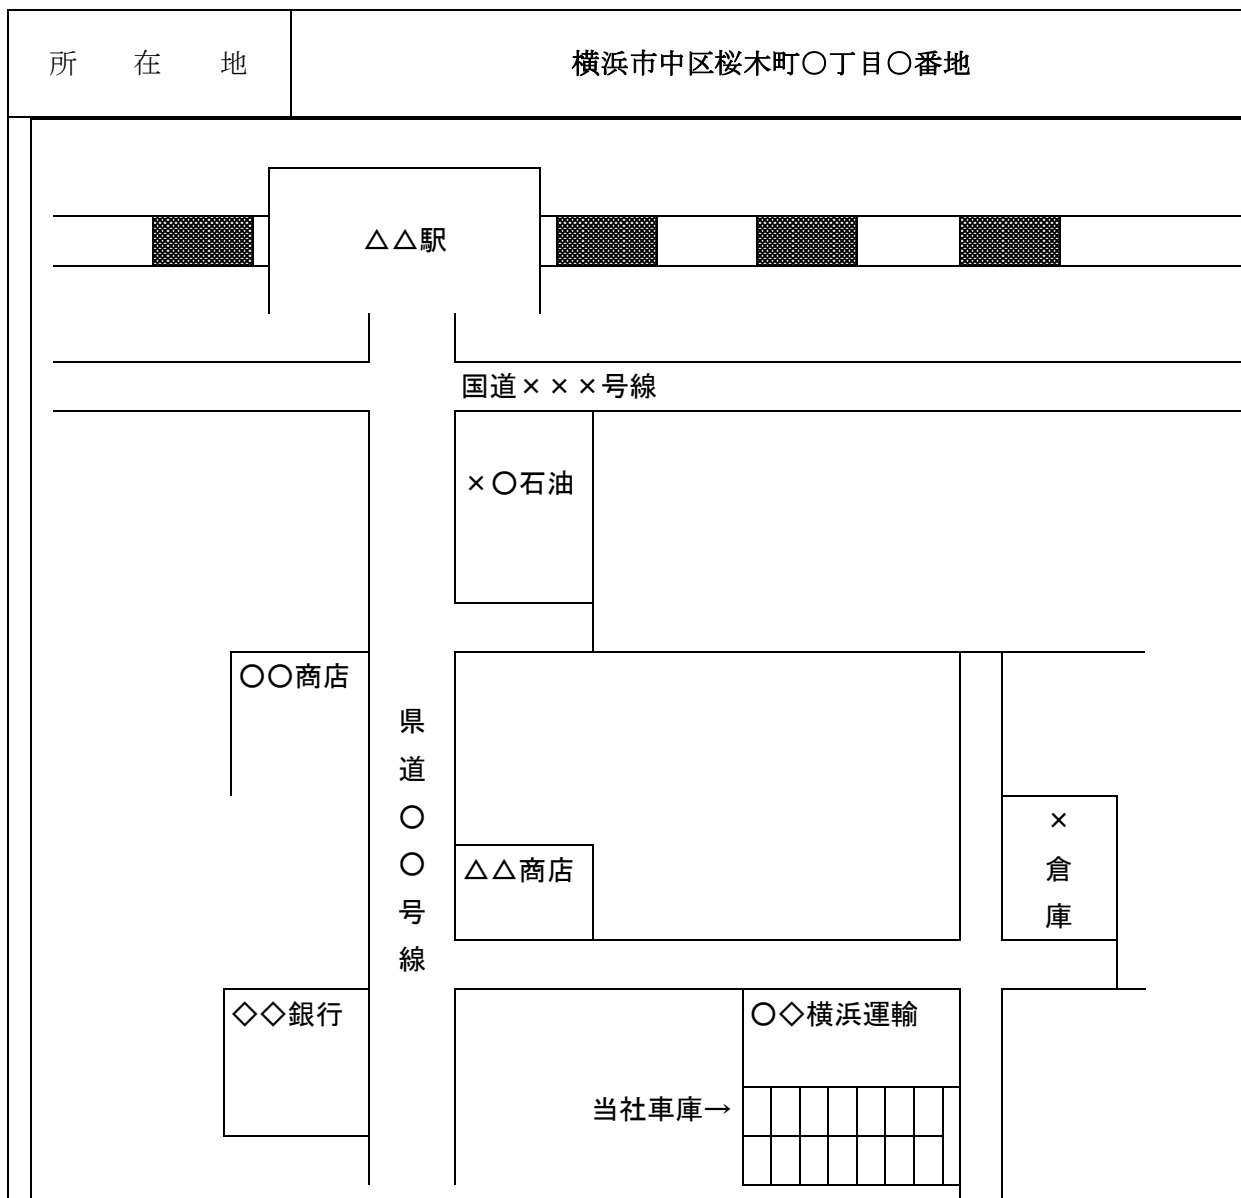 所　在　地
横浜市中区桜木町〇丁目〇番地
△△駅
国道×××号線
×〇石油
〇〇商店
県道〇〇号線
×倉庫
△△商店
◇◇銀行
〇◇横浜運輸
当社車庫→